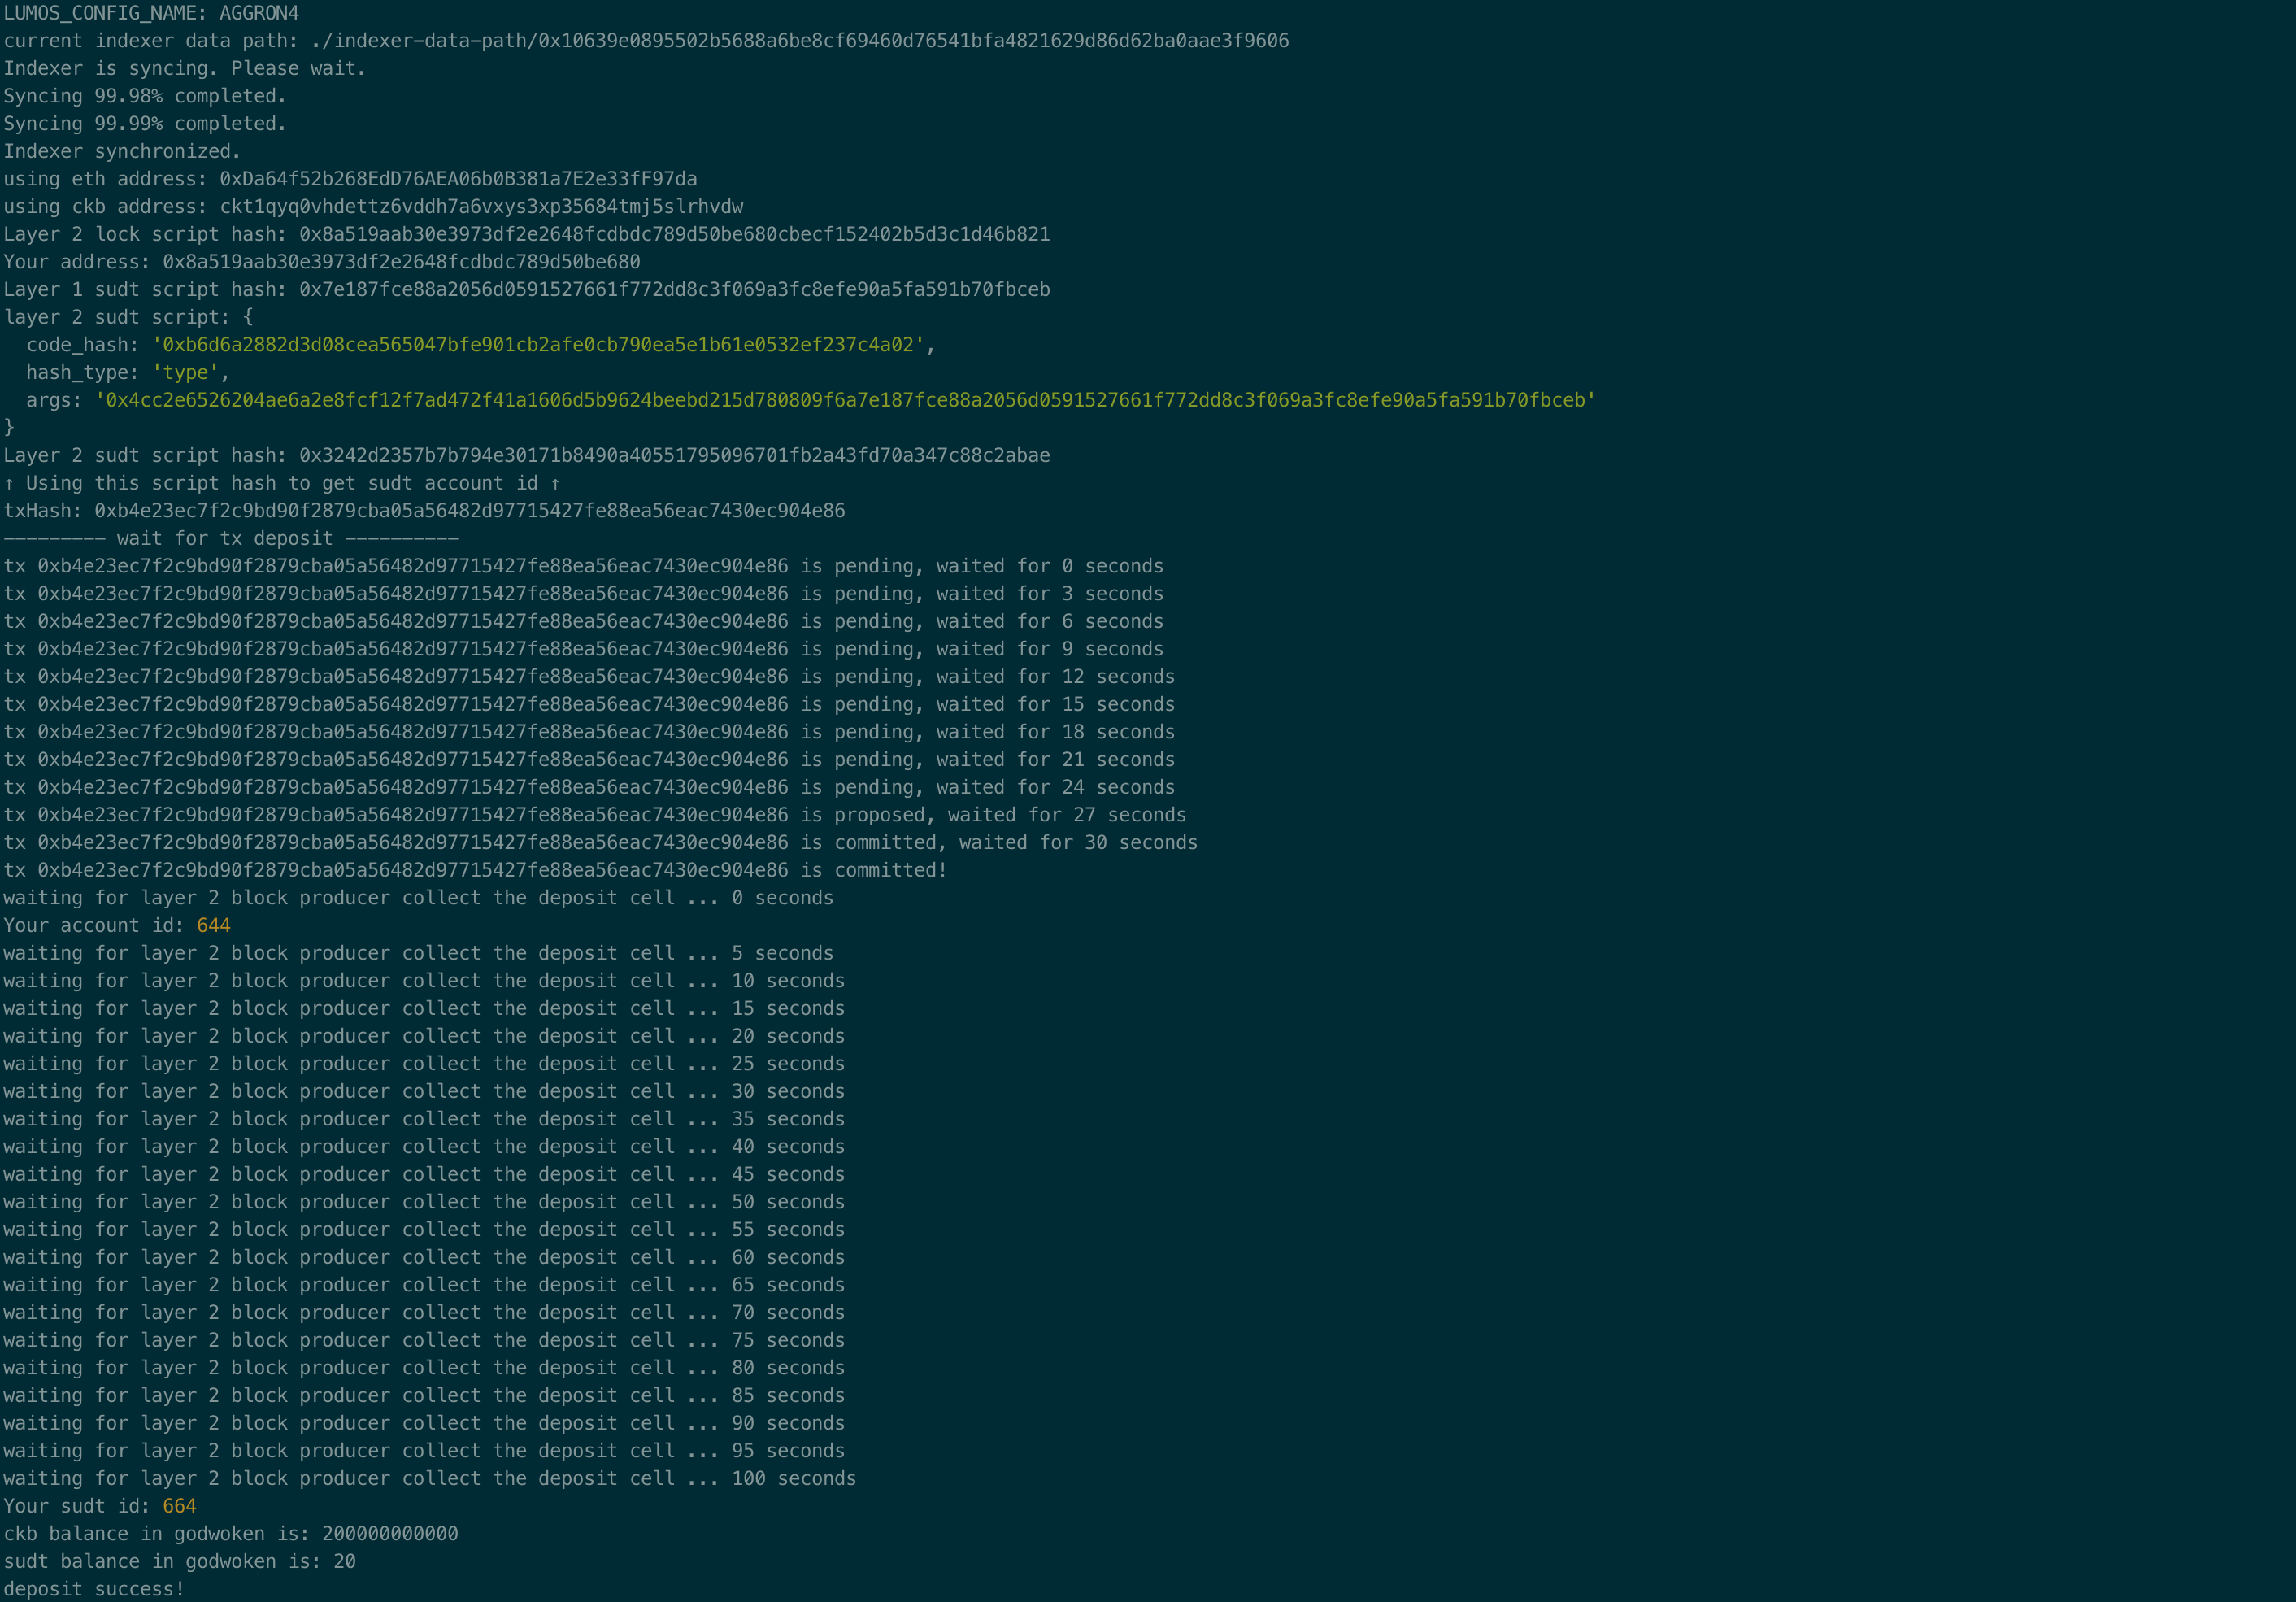 LUMOS_CONFIG_NAME: AGGRON4
current indexer data path: ./indexer-data-path/0x10639e0895502b5688a6be8cf69460d76541bfa4821629d86d62ba0aae3f9606
Indexer is syncing. Please wait.
Syncing 99.98% completed.
Syncing 99.99% completed.
Indexer synchronized.
using eth address: 0xDa64f52b268EdD76AEA06b0B381a7E2e33fF97da
using ckb address: ckt1qyq0vhdettz6vddh7a6vxys3xp35684tmj5slrhvdw
Layer 2 lock script hash: 0x8a519aab30e3973df2e2648fcdbdc789d50be680cbecf152402b5d3c1d46b821
Your address: 0x8a519aab30e3973df2e2648fcdbdc789d50be680
Layer 1 sudt script hash: 0x7e187fce88a2056d0591527661f772dd8c3f069a3fc8efe90a5fa591b70fbceb
layer 2 sudt script: {
  code_hash: '0xb6d6a2882d3d08cea565047bfe901cb2afe0cb790ea5e1b61e0532ef237c4a02',
  hash_type: 'type',
  args: '0x4cc2e6526204ae6a2e8fcf12f7ad472f41a1606d5b9624beebd215d780809f6a7e187fce88a2056d0591527661f772dd8c3f069a3fc8efe90a5fa591b70fbceb'
}
Layer 2 sudt script hash: 0x3242d2357b7b794e30171b8490a40551795096701fb2a43fd70a347c88c2abae
↑ Using this script hash to get sudt account id ↑
txHash: 0xb4e23ec7f2c9bd90f2879cba05a56482d97715427fe88ea56eac7430ec904e86
--------- wait for tx deposit ----------
tx 0xb4e23ec7f2c9bd90f2879cba05a56482d97715427fe88ea56eac7430ec904e86 is pending, waited for 0 seconds
tx 0xb4e23ec7f2c9bd90f2879cba05a56482d97715427fe88ea56eac7430ec904e86 is pending, waited for 3 seconds
tx 0xb4e23ec7f2c9bd90f2879cba05a56482d97715427fe88ea56eac7430ec904e86 is pending, waited for 6 seconds
tx 0xb4e23ec7f2c9bd90f2879cba05a56482d97715427fe88ea56eac7430ec904e86 is pending, waited for 9 seconds
tx 0xb4e23ec7f2c9bd90f2879cba05a56482d97715427fe88ea56eac7430ec904e86 is pending, waited for 12 seconds
tx 0xb4e23ec7f2c9bd90f2879cba05a56482d97715427fe88ea56eac7430ec904e86 is pending, waited for 15 seconds
tx 0xb4e23ec7f2c9bd90f2879cba05a56482d97715427fe88ea56eac7430ec904e86 is pending, waited for 18 seconds
tx 0xb4e23ec7f2c9bd90f2879cba05a56482d97715427fe88ea56eac7430ec904e86 is pending, waited for 21 seconds
tx 0xb4e23ec7f2c9bd90f2879cba05a56482d97715427fe88ea56eac7430ec904e86 is pending, waited for 24 seconds
tx 0xb4e23ec7f2c9bd90f2879cba05a56482d97715427fe88ea56eac7430ec904e86 is proposed, waited for 27 seconds
tx 0xb4e23ec7f2c9bd90f2879cba05a56482d97715427fe88ea56eac7430ec904e86 is committed, waited for 30 seconds
tx 0xb4e23ec7f2c9bd90f2879cba05a56482d97715427fe88ea56eac7430ec904e86 is committed!
waiting for layer 2 block producer collect the deposit cell ... 0 seconds
Your account id: 644
waiting for layer 2 block producer collect the deposit cell ... 5 seconds
waiting for layer 2 block producer collect the deposit cell ... 10 seconds
waiting for layer 2 block producer collect the deposit cell ... 15 seconds
waiting for layer 2 block producer collect the deposit cell ... 20 seconds
waiting for layer 2 block producer collect the deposit cell ... 25 seconds
waiting for layer 2 block producer collect the deposit cell ... 30 seconds
waiting for layer 2 block producer collect the deposit cell ... 35 seconds
waiting for layer 2 block producer collect the deposit cell ... 40 seconds
waiting for layer 2 block producer collect the deposit cell ... 45 seconds
waiting for layer 2 block producer collect the deposit cell ... 50 seconds
waiting for layer 2 block producer collect the deposit cell ... 55 seconds
waiting for layer 2 block producer collect the deposit cell ... 60 seconds
waiting for layer 2 block producer collect the deposit cell ... 65 seconds
waiting for layer 2 block producer collect the deposit cell ... 70 seconds
waiting for layer 2 block producer collect the deposit cell ... 75 seconds
waiting for layer 2 block producer collect the deposit cell ... 80 seconds
waiting for layer 2 block producer collect the deposit cell ... 85 seconds
waiting for layer 2 block producer collect the deposit cell ... 90 seconds
waiting for layer 2 block producer collect the deposit cell ... 95 seconds
waiting for layer 2 block producer collect the deposit cell ... 100 seconds
Your sudt id: 664
ckb balance in godwoken is: 200000000000
sudt balance in godwoken is: 20
deposit success!